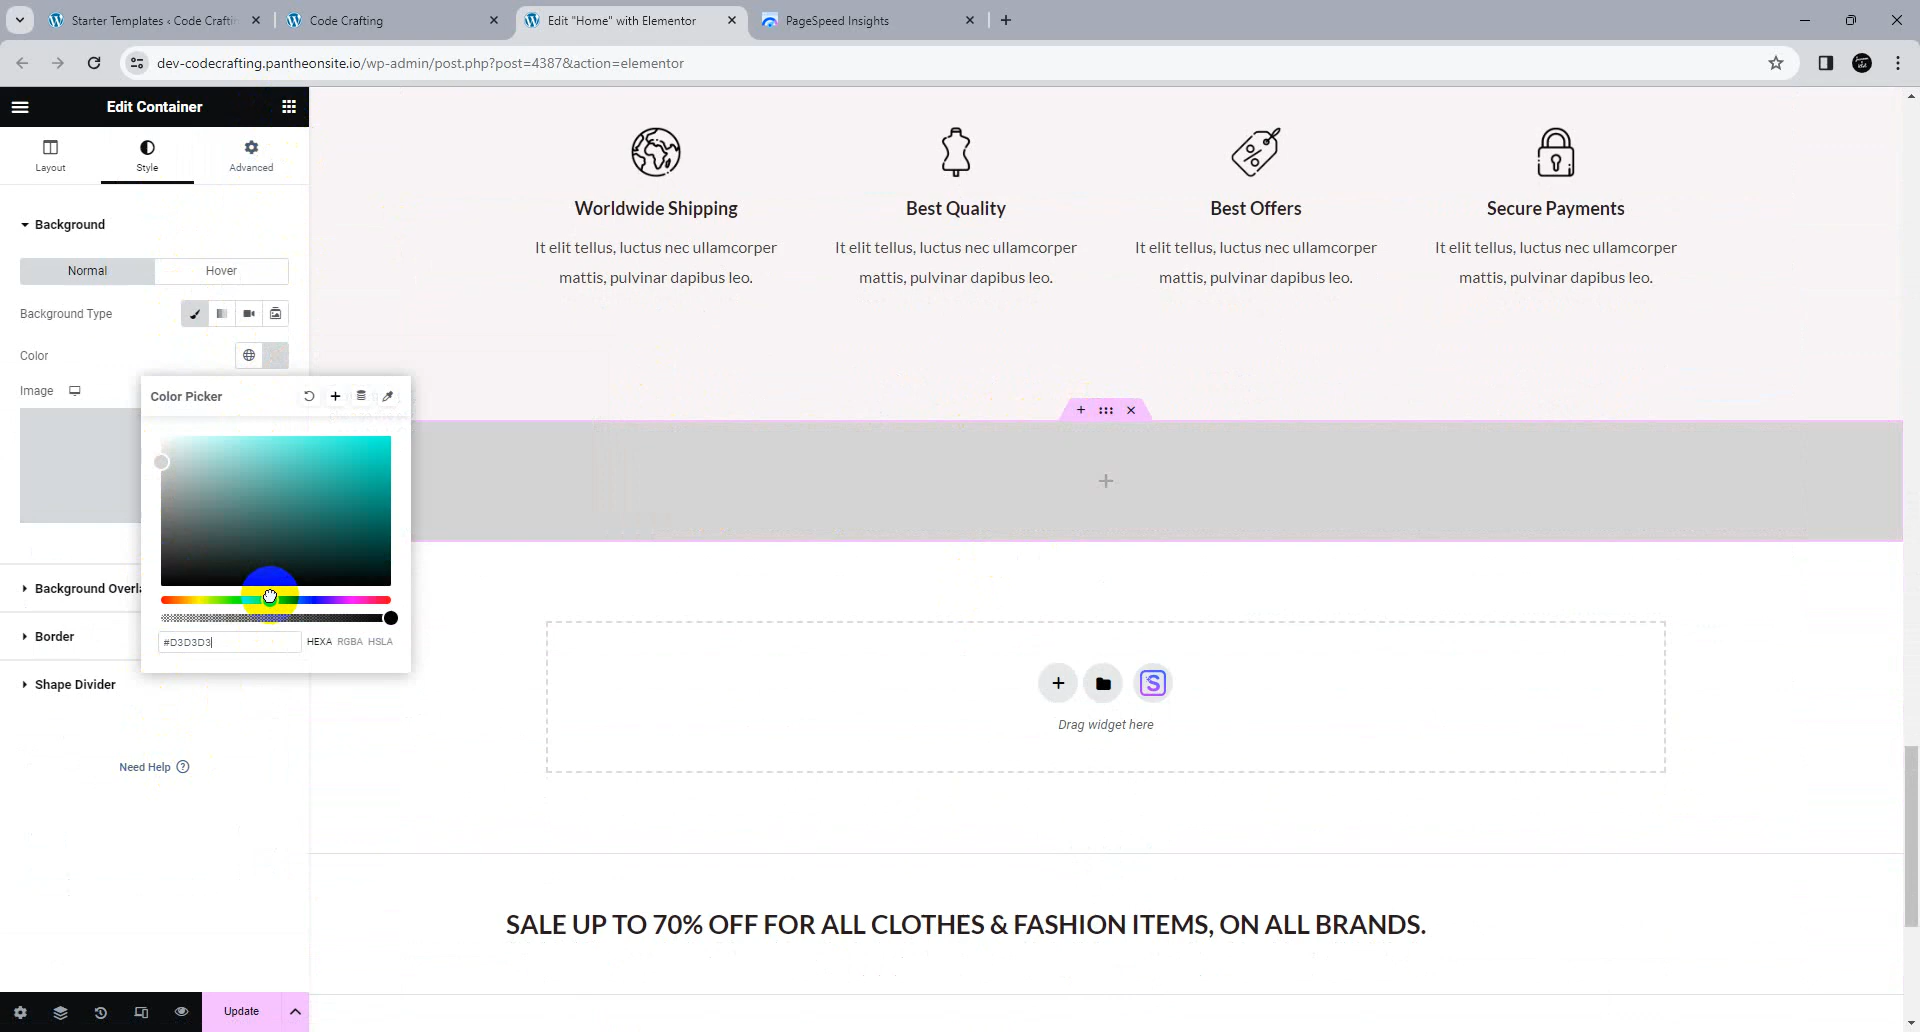 Starter Templates ‹ Code Craftin
Code Crafting
Edit "Home" with Elementor
PageSpeed Insights
dev-codecrafting.pantheonsite.io/wp-admin/post.php?post=4387&action=elementor
Edit Container
Layout
Style
Advanced
Background
Normal
Hover
Background Type
Color
Image
Color Picker
#D3D3D3
HEXA RGBA HSLA
Background Overla
Border
Shape Divider
Need Help
Update
Worldwide Shipping
It elit tellus, luctus nec ullamcorper
mattis, pulvinar dapibus leo.
Best Quality
It elit tellus, luctus nec ullamcorper
mattis, pulvinar dapibus leo.
Best Offers
It elit tellus, luctus nec ullamcorper
mattis, pulvinar dapibus leo.
Secure Payments
It elit tellus, luctus nec ullamcorper
mattis, pulvinar dapibus leo.
Drag widget here
SALE UP TO 70% OFF FOR ALL CLOTHES & FASHION ITEMS, ON ALL BRANDS.